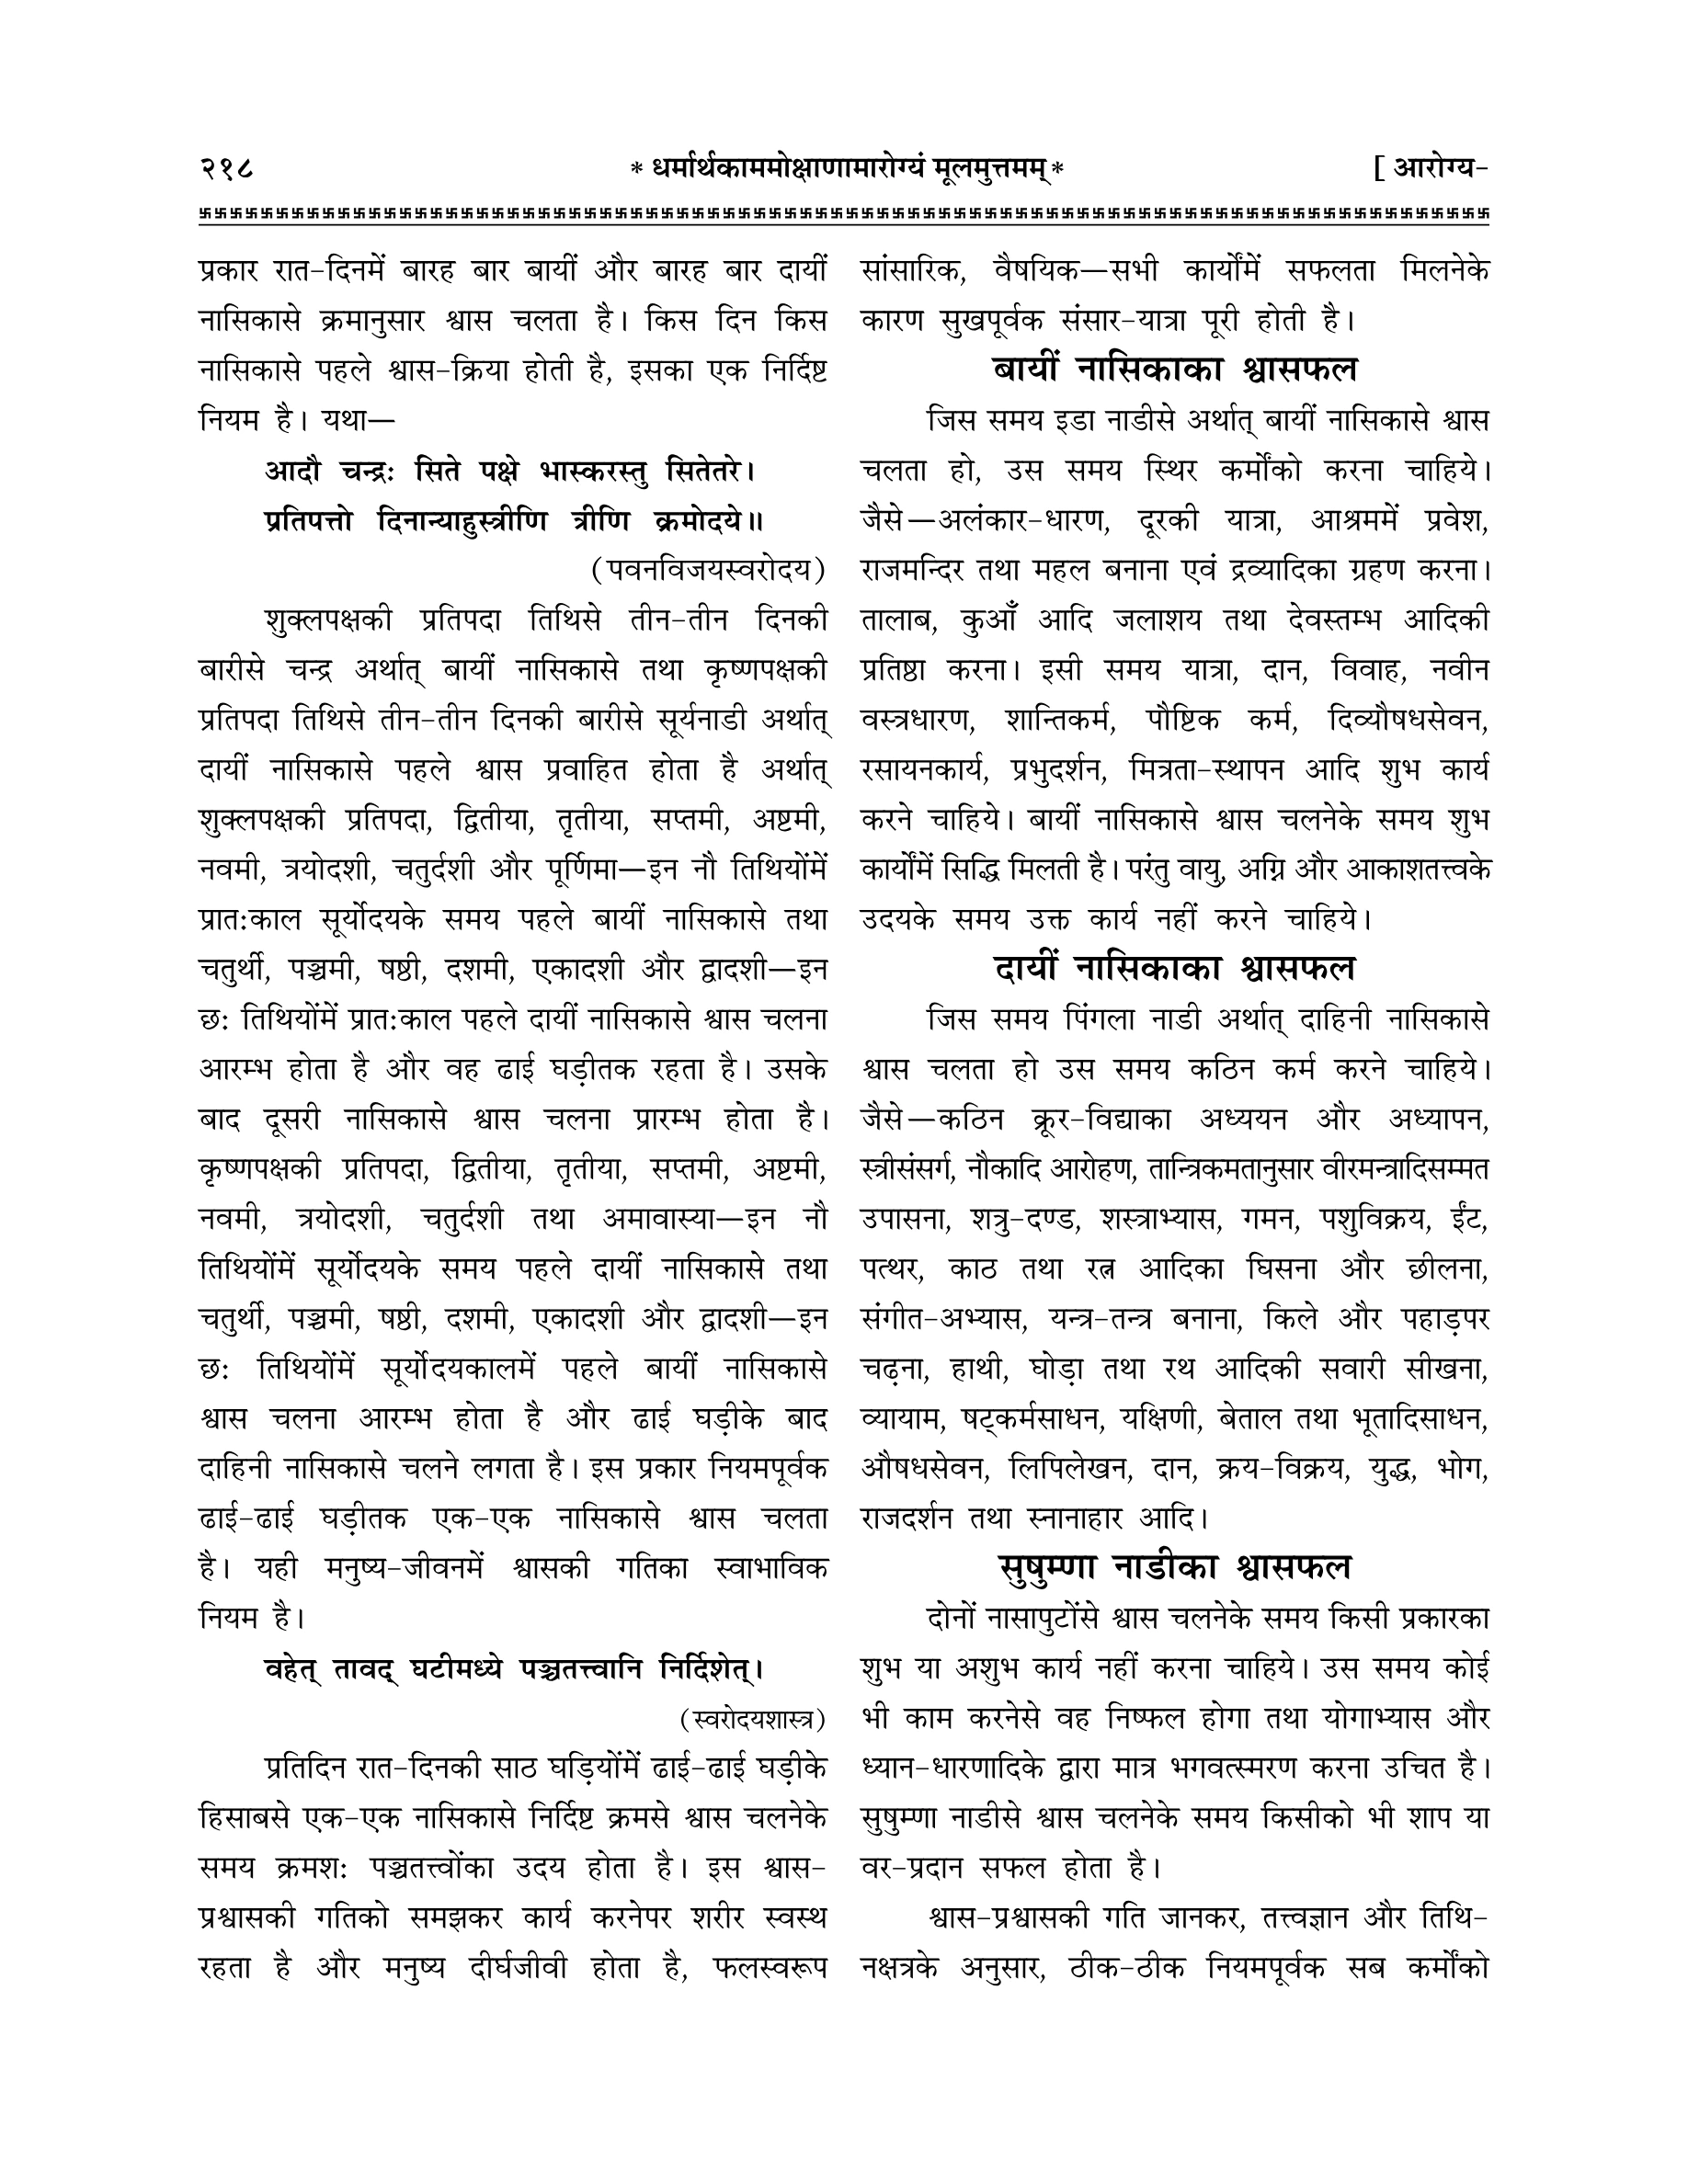 २१८
* धर्मार्थकाममोक्षाणामारोग्यं मूलमुत्तमम् *
[ आरोग्य-
प्रकार रात-दिनमें बारह बार बायीं और बारह बार दायीं
नासिकासे क्रमानुसार श्वास चलता है। किस दिन किस
नासिकासे पहले श्वास-क्रिया होती है, इसका एक निर्दिष्ट
नियम है। यथा—
आदौ चन्द्रः सिते पक्षे भास्करस्तु सितेतरे।
प्रतिपत्तो दिनान्याहुस्त्रीणि त्रीणि क्रमोदये॥
(पवनविजयस्वरोदय)
शुक्लपक्षकी प्रतिपदा तिथिसे तीन-तीन दिनकी
बारीसे चन्द्र अर्थात् बायीं नासिकासे तथा कृष्णपक्षकी
प्रतिपदा तिथिसे तीन-तीन दिनकी बारीसे सूर्यनाडी अर्थात्
दायीं नासिकासे पहले श्वास प्रवाहित होता है अर्थात्
शुक्लपक्षकी प्रतिपदा, द्वितीया, तृतीया, सप्तमी, अष्टमी,
नवमी, त्रयोदशी, चतुर्दशी और पूर्णिमा—इन नौ तिथियोंमें
प्रात:काल सूर्योदयके समय पहले बायीं नासिकासे तथा
चतुर्थी, पञ्चमी, षष्ठी, दशमी, एकादशी और द्वादशी—इन
छ: तिथियोंमें प्रात:काल पहले दायीं नासिकासे श्वास चलना
आरम्भ होता है और वह ढाई घड़ीतक रहता है। उसके
बाद दूसरी नासिकासे श्वास चलना प्रारम्भ होता है।
कृष्णपक्षकी प्रतिपदा, द्वितीया, तृतीया, सप्तमी, अष्टमी,
नवमी, त्रयोदशी, चतुर्दशी तथा अमावास्या—इन नौ
तिथियोंमें सूर्योदयके समय पहले दायीं नासिकासे तथा
चतुर्थी, पञ्चमी, षष्ठी, दशमी, एकादशी और द्वादशी—इन
छ: तिथियोंमें सूर्योदयकालमें पहले बायीं नासिकासे
श्वास चलना आरम्भ होता है और ढाई घड़ीके बाद
दाहिनी नासिकासे चलने लगता है। इस प्रकार नियमपूर्वक
ढाई-ढाई घड़ीतक एक-एक नासिकासे श्वास चलता
है। यही मनुष्य-जीवनमें श्वासकी गतिका स्वाभाविक
नियम है।
वहेत् तावद् घटीमध्ये पञ्चतत्त्वानि निर्दिशेत्।
(स्वरोदयशास्त्र)
प्रतिदिन रात-दिनकी साठ घड़ियोंमें ढाई-ढाई घड़ीके
हिसाबसे एक-एक नासिकासे निर्दिष्ट क्रमसे श्वास चलनेके
समय क्रमशः पञ्चतत्त्वोंका उदय होता है। इस श्वास-
प्रश्वासकी गतिको समझकर कार्य करनेपर शरीर स्वस्थ
रहता है और मनुष्य दीर्घजीवी होता है, फलस्वरूप
सांसारिक, वैषयिक—सभी कार्योंमें सफलता मिलनेके
कारण सुखपूर्वक संसार-यात्रा पूरी होती है।
बायीं नासिकाका श्वासफल
जिस समय इडा नाडीसे अर्थात् बायीं नासिकासे श्वास
चलता हो, उस समय स्थिर कर्मोंको करना चाहिये।
जैसे—अलंकार-धारण, दूरकी यात्रा, आश्रममें प्रवेश,
राजमन्दिर तथा महल बनाना एवं द्रव्यादिका ग्रहण करना।
तालाब, कुआँ आदि जलाशय तथा देवस्तम्भ आदिकी
प्रतिष्ठा करना। इसी समय यात्रा, दान, विवाह, नवीन
वस्त्रधारण, शान्तिकर्म, पौष्टिक कर्म, दिव्यौषधसेवन,
रसायनकार्य, प्रभुदर्शन, मित्रता-स्थापन आदि शुभ कार्य
करने चाहिये। बायीं नासिकासे श्वास चलनेके समय शुभ
कार्योंमें सिद्धि मिलती है। परंतु वायु, अग्नि और आकाशतत्त्वके
उदयके समय उक्त कार्य नहीं करने चाहिये।
दायीं नासिकाका श्वासफल
जिस समय पिंगला नाडी अर्थात् दाहिनी नासिकासे
श्वास चलता हो उस समय कठिन कर्म करने चाहिये।
जैसे—कठिन क्रूर-विद्याका अध्ययन और अध्यापन,
स्त्रीसंसर्ग, नौकादि आरोहण, तान्त्रिकमतानुसार वीरमन्त्रादिसम्मत
उपासना, शत्रु-दण्ड, शस्त्राभ्यास, गमन, पशुविक्रय, ईंट,
पत्थर, काठ तथा रत्न आदिका घिसना और छीलना,
संगीत-अभ्यास, यन्त्र-तन्त्र बनाना, किले और पहाड़पर
चढ़ना, हाथी, घोड़ा तथा रथ आदिकी सवारी सीखना,
व्यायाम, षट्कर्मसाधन, यक्षिणी, बेताल तथा भूतादिसाधन,
औषधसेवन, लिपिलेखन, दान, क्रय-विक्रय, युद्ध, भोग,
राजदर्शन तथा स्नानाहार आदि।
सुषुम्णा नाडीका श्वासफल
दोनों नासापुटोंसे श्वास चलनेके समय किसी प्रकारका
शुभ या अशुभ कार्य नहीं करना चाहिये। उस समय कोई
भी काम करनेसे वह निष्फल होगा तथा योगाभ्यास और
ध्यान-धारणादिके द्वारा मात्र भगवत्स्मरण करना उचित है।
सुषुम्णा नाडीसे श्वास चलनेके समय किसीको भी शाप या
वर-प्रदान सफल होता है।
श्वास-प्रश्वासकी गति जानकर, तत्त्वज्ञान और तिथि-
नक्षत्रके अनुसार, ठीक-ठीक नियमपूर्वक सब कर्मोंको